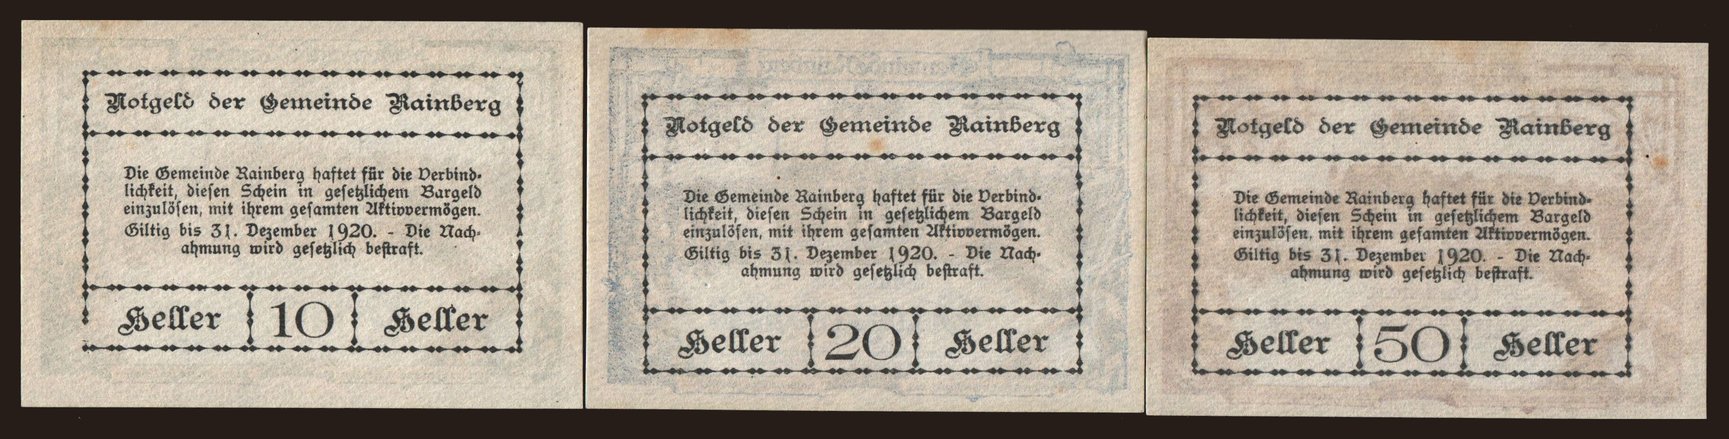 Notgeld der Gemeinde Rainberg
Die Gemeinde Rainberg haftet für die Verbind-
lichkeit, diesen Schein in gesetzlichem Bargeld
einzulösen, mit ihrem gesamten Aktivvermögen.
Giltig bis 31. Dezember 1920. - Die Nach-
ahmung wird gesetzlich bestraft.
Heller 10 Heller
Notgeld der Gemeinde Rainberg
Die Gemeinde Rainberg haftet für die Verbind-
lichkeit, diesen Schein in gesetzlichem Bargeld
einzulösen, mit ihrem gesamten Aktivvermögen.
Giltig bis 31. Dezember 1920. - Die Nach-
ahmung wird gesetzlich bestraft.
Heller 20 Heller
Notgeld der Gemeinde Rainberg
Die Gemeinde Rainberg haftet für die Verbind-
lichkeit, diesen Schein in gesetzlichem Bargeld
einzulösen, mit ihrem gesamten Aktivvermögen.
Giltig bis 31. Dezember 1920. - Die Nach-
ahmung wird gesetzlich bestraft.
Heller 50 Heller